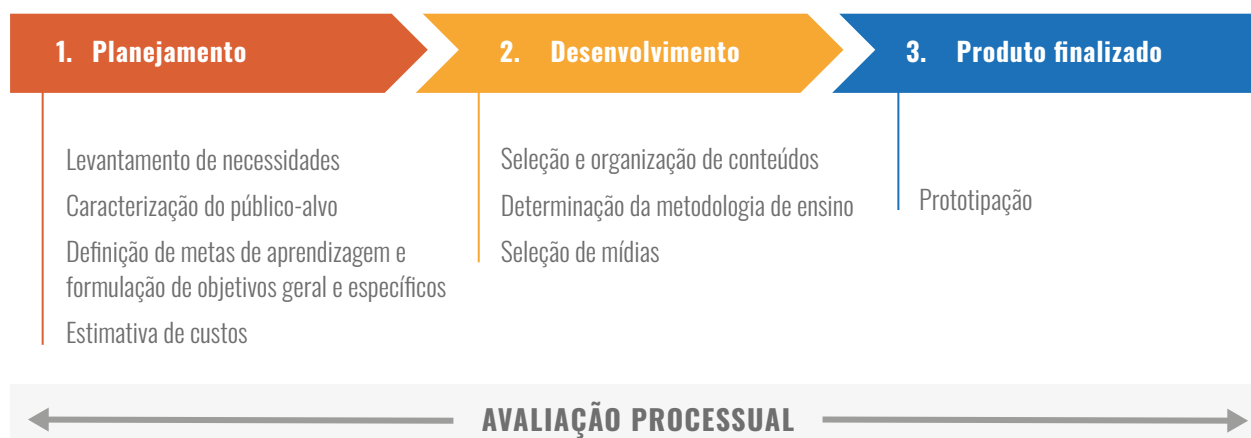 1. Planejamento
2. Desenvolvimento
3. Produto finalizado
Levantamento de necessidades
Caracterização do público-alvo
Definição de metas de aprendizagem e
formulação de objetivos geral e específicos
Estimativa de custos
Seleção e organização de conteúdos
Determinação da metodologia de ensino
Seleção de mídias
Prototipação
AVALIAÇÃO PROCESSUAL